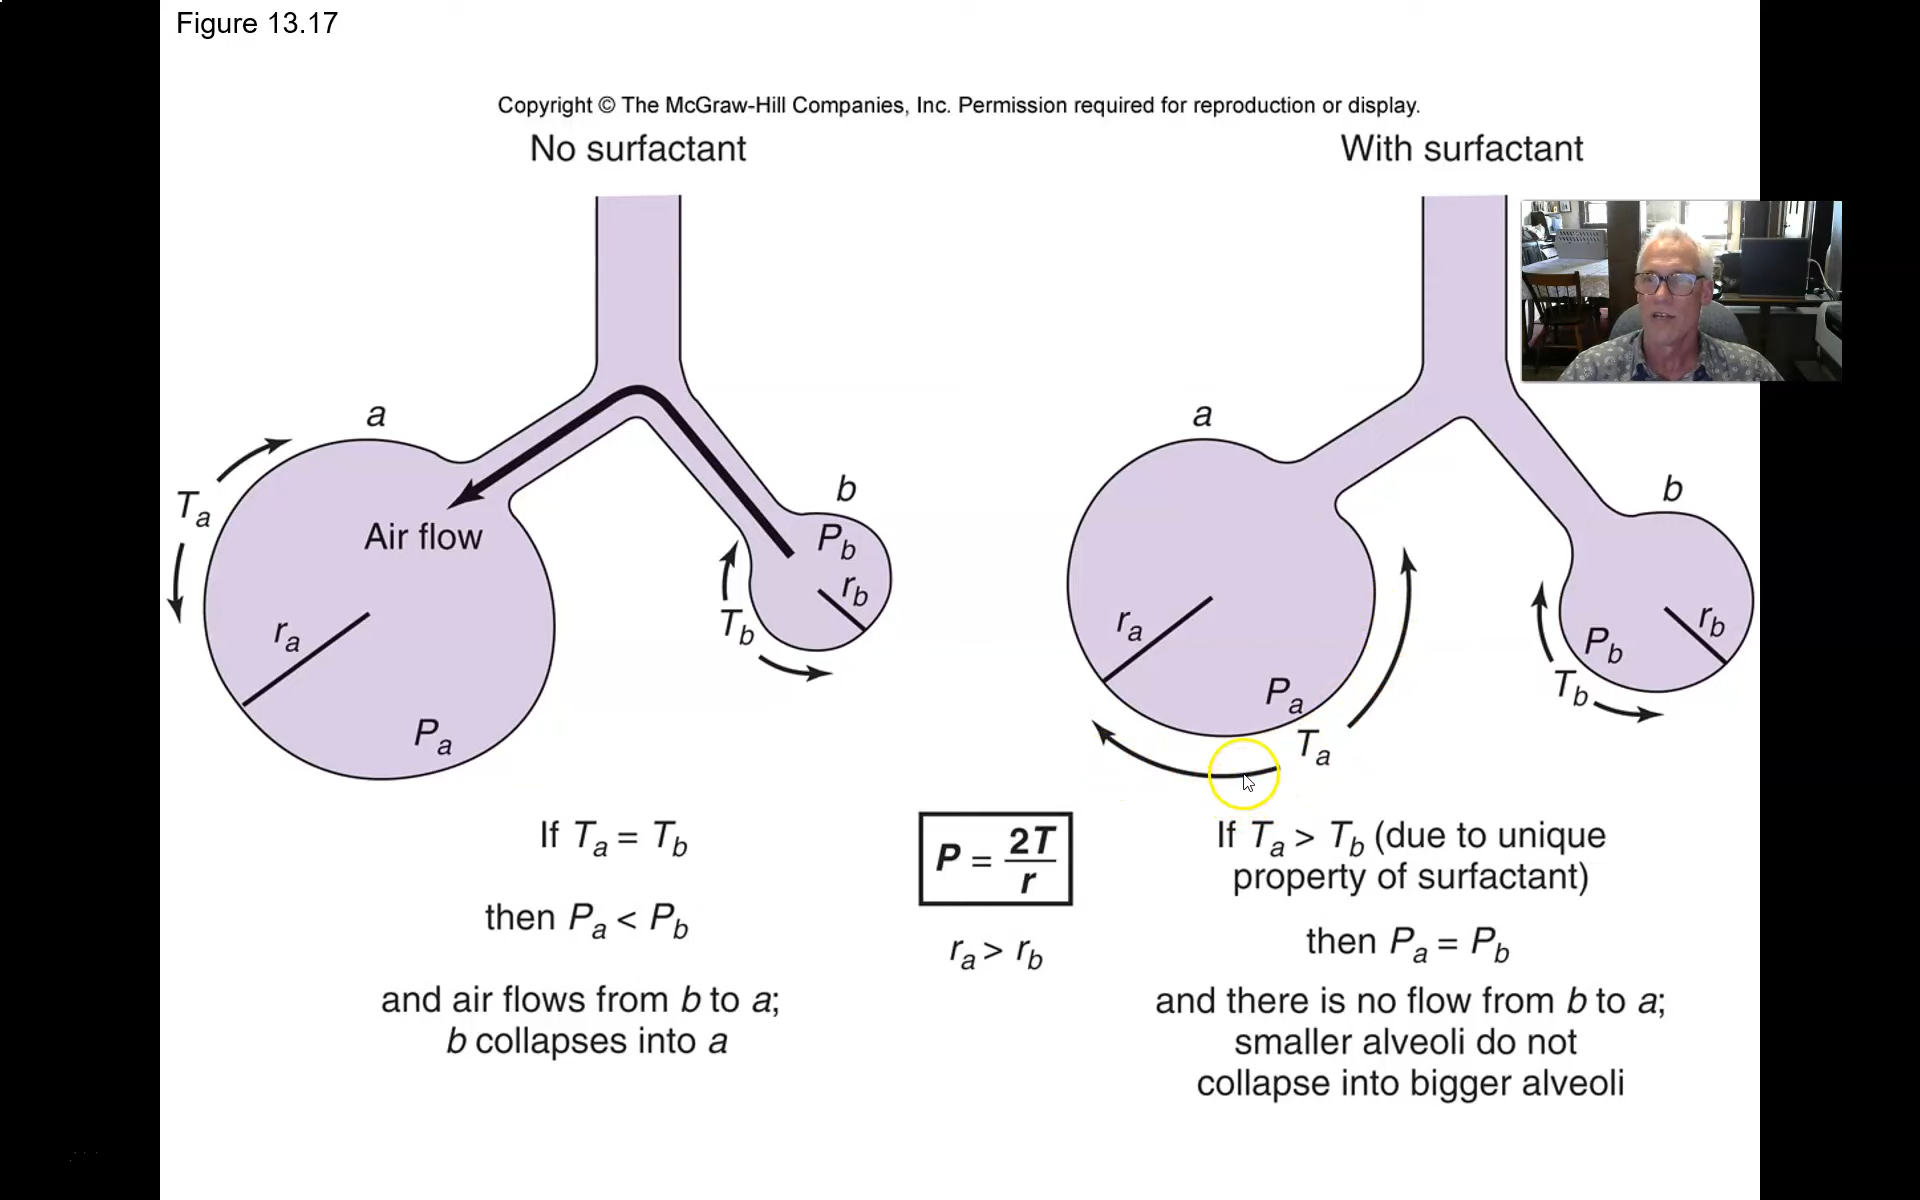 Figure 13.17
Copyright © The McGraw-Hill Companies, Inc. Permission required for reproduction or display.
No surfactant
With surfactant
a
b
Ta
Air flow
Pb
rb
Tb
ra
Pa
a
b
ra
Pa
Ta
rb
Pb
Tb
If Ta = Tb
then Pa < Pb
and air flows from b to a;
b collapses into a
P = 2T/r
ra > rb
If Ta > Tb (due to unique
property of surfactant)
then Pa = Pb
and there is no flow from b to a;
smaller alveoli do not
collapse into bigger alveoli